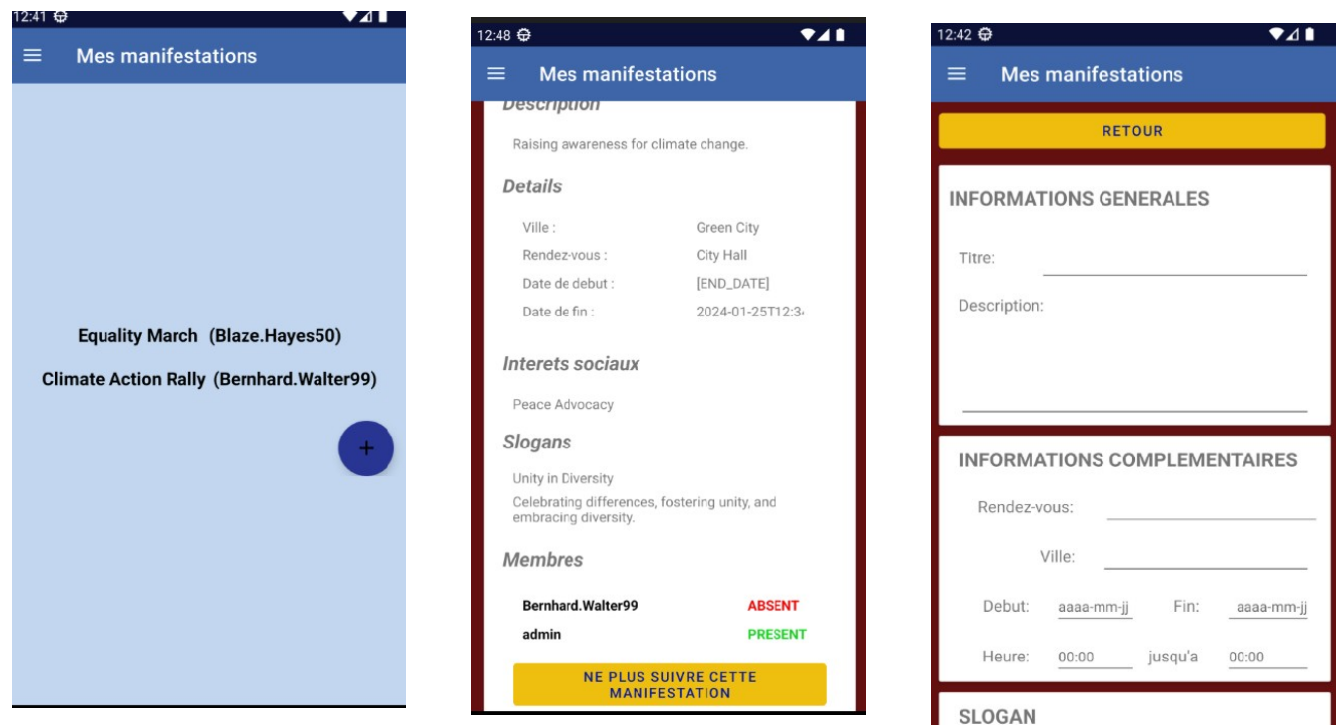 12:41
Mes manifestations
Equality March (Blaze.Hayes50)
Climate Action Rally (Bernhard.Walter99)
+
12:48
Mes manifestations
Description
Raising awareness for climate change.
Details
Ville : Green City
Rendez-vous : City Hall
Date de debut : [END_DATE]
Date de fin : 2024-01-25T12:34
Interets sociaux
Peace Advocacy
Slogans
Unity in Diversity
Celebrating differences, fostering unity, and
embracing diversity.
Membres
Bernhard.Walter99 ABSENT
admin PRESENT
NE PLUS SUIVRE CETTE
MANIFESTATION
12:42
Mes manifestations
RETOUR
INFORMATIONS GENERALES
Titre:
Description:
INFORMATIONS COMPLEMENTAIRES
Rendez-vous:
Ville:
Debut: aaaa-mm-jj Fin: aaaa-mm-jj
Heure: 00:00 jusqu'a 00:00
SLOGAN